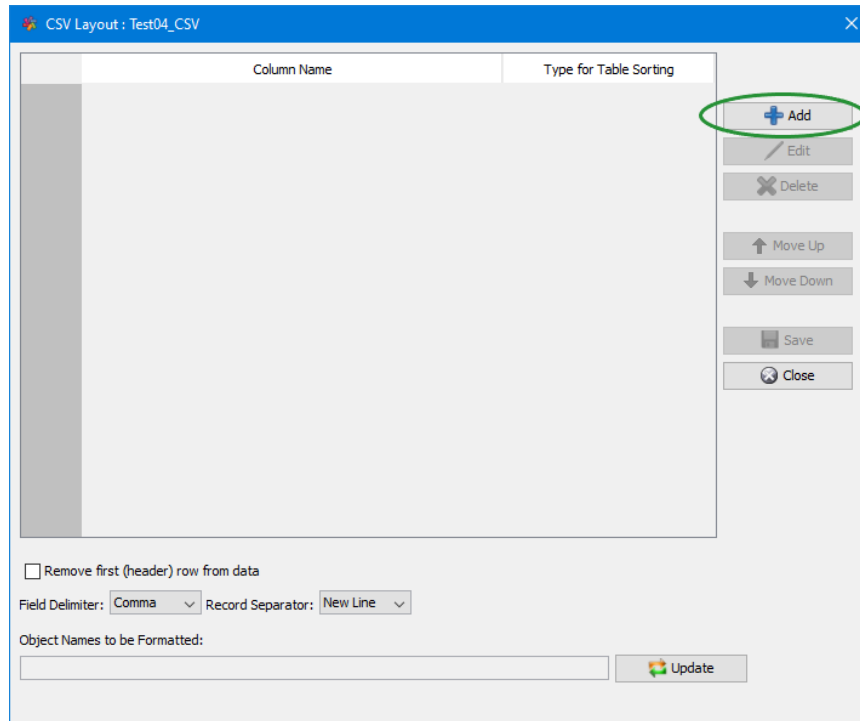 CSV Layout : Test04_CSV
Column Name Type for Table Sorting
Add
Edit
Delete
Move Up
Move Down
Save
Close
Remove first (header) row from data
Field Delimiter: Comma Record Separator: New Line
Object Names to be Formatted:
Update